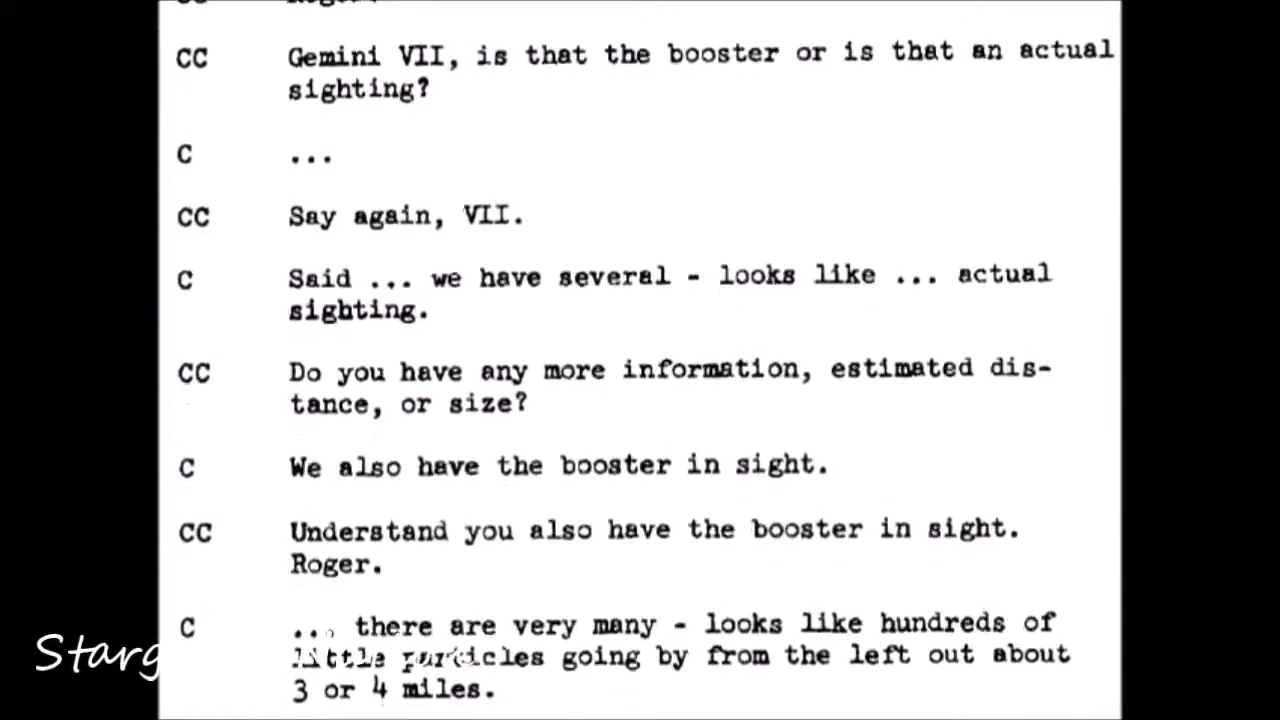 CC Roger.
CC Gemini VII, is that the booster or is that an actual
sighting?
C ...
CC Say again, VII.
C Said ... we have several - looks like ... actual
sighting.
CC Do you have any more information, estimated dis-
tance, or size?
C We also have the booster in sight.
CC Understand you also have the booster in sight.
Roger.
C ... there are very many - looks like hundreds of
little particles going by from the left out about
3 or 4 miles.